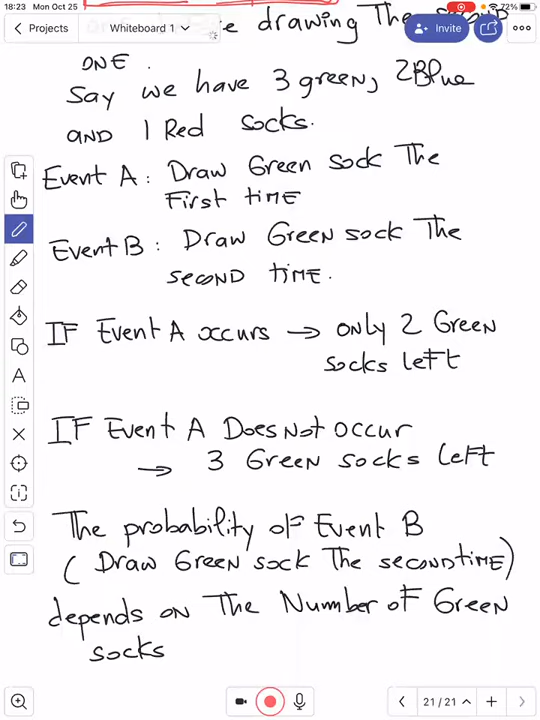 18:23 Mon Oct 25
72%
Projects
Whiteboard 1
Invite
drawing The
ONE.
Say we have 3 green, 2 Blue
AND 1 Red socks.
Event A: Draw Green sock The
First time
Event B: Draw Green sock The
second time.
IF Event A occurs → only 2 Green
socks left
IF Event A Does Not occur
→ 3 Green socks left
The probability of Event B
( Draw Green sock The second time)
depends on The Number of Green
socks
A
21/21